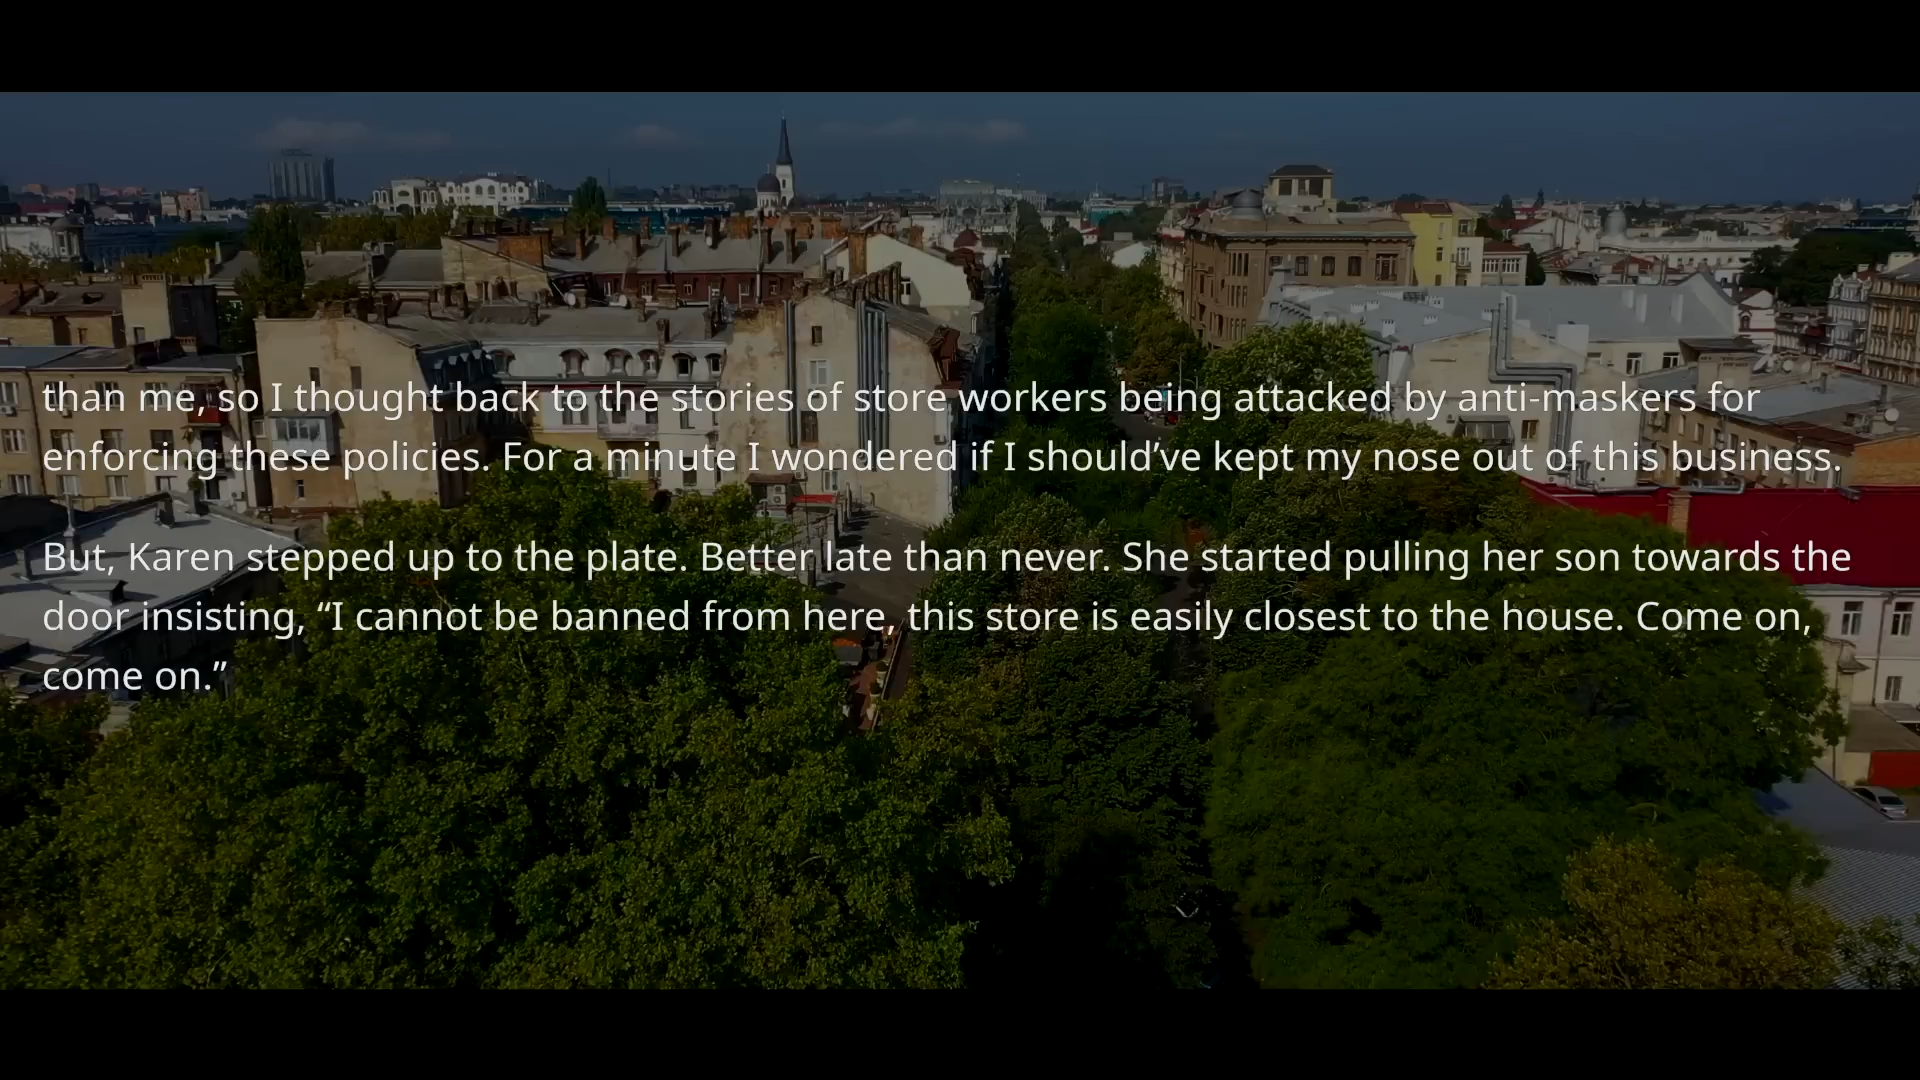 than me, so I thought back to the stories of store workers being attacked by anti-maskers for
enforcing these policies. For a minute I wondered if I should’ve kept my nose out of this business.
But, Karen stepped up to the plate. Better late than never. She started pulling her son towards the
door insisting, “I cannot be banned from here, this store is easily closest to the house. Come on,
come on.”